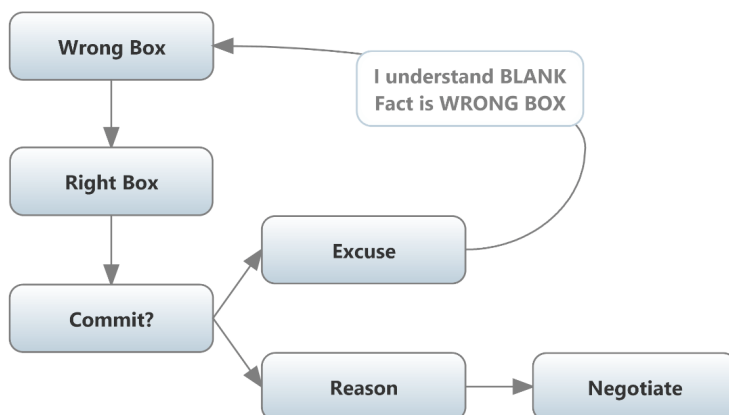 Wrong Box
I understand BLANK
Fact is WRONG BOX
Right Box
Excuse
Commit?
Reason
Negotiate